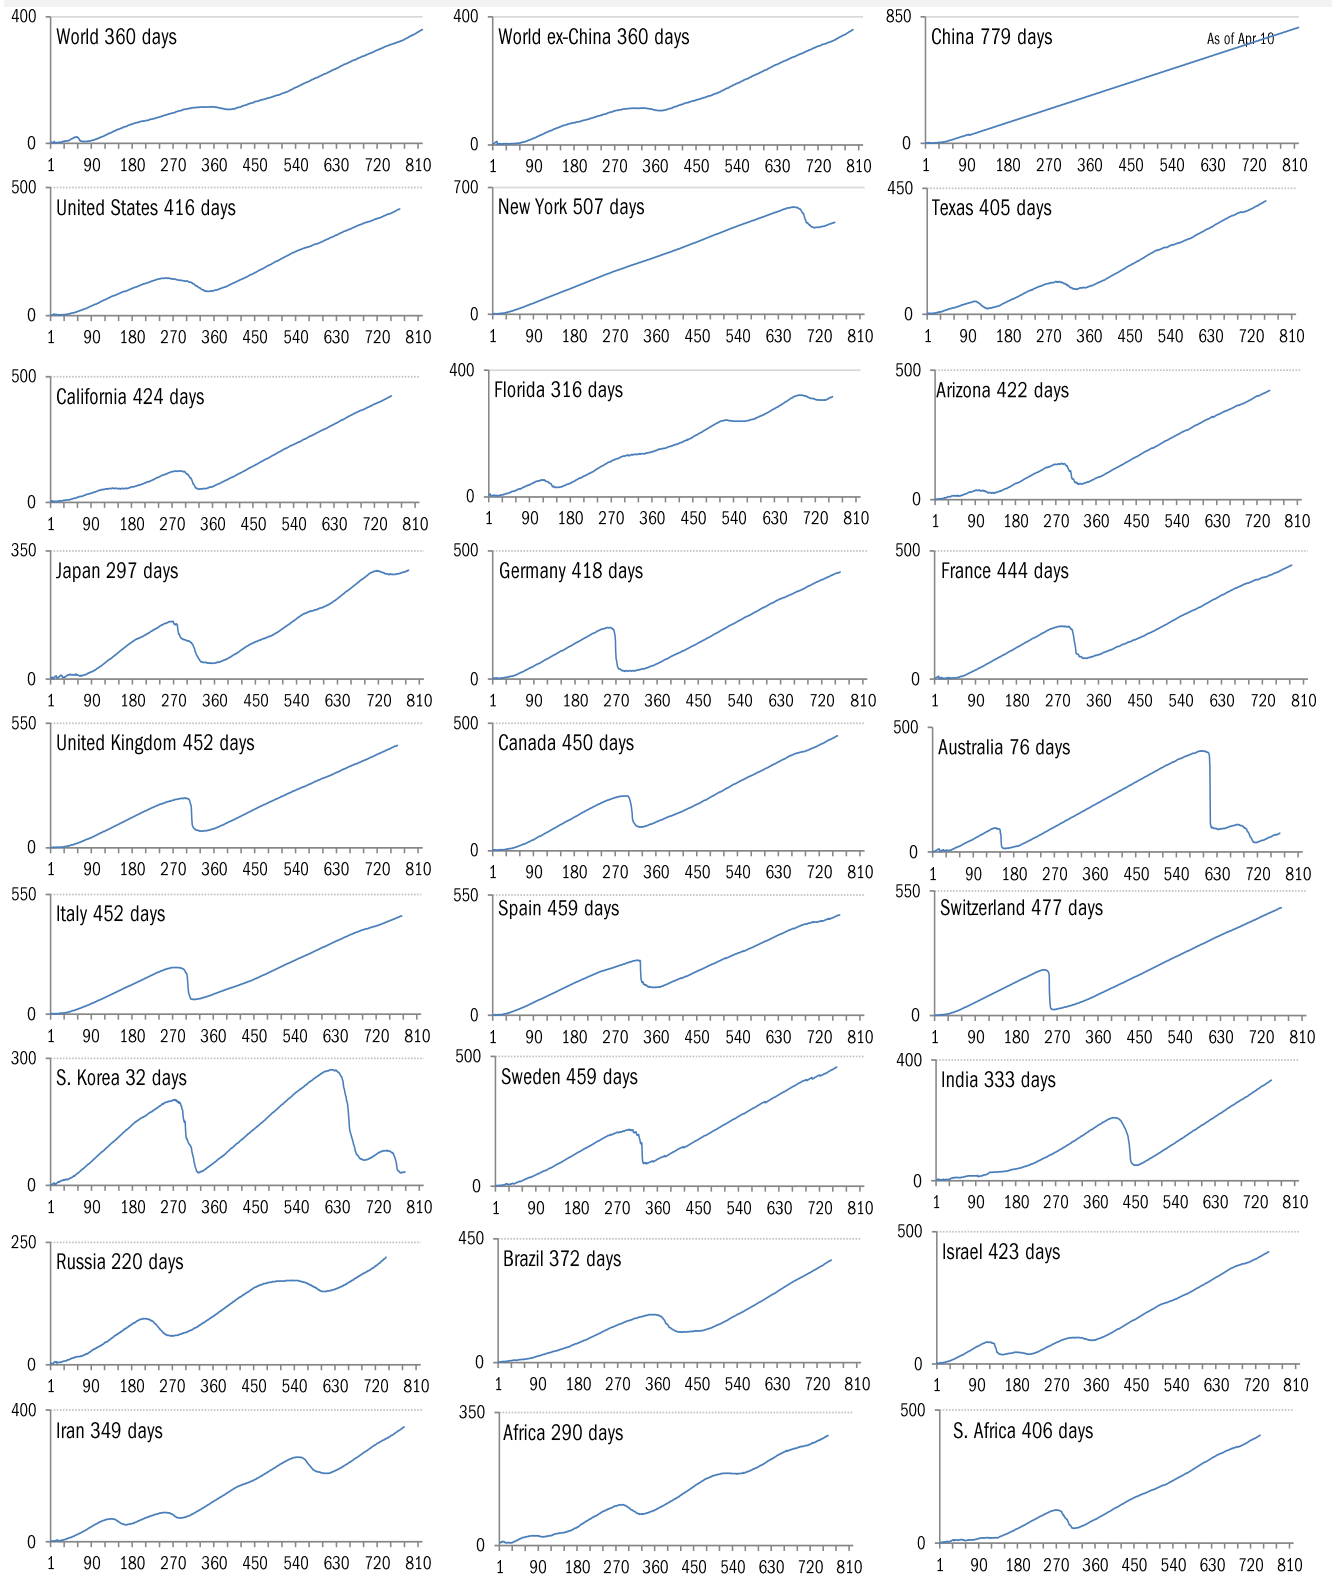 400 400 850
World 360 days World ex-China 360 days China 779 days
As of Apr 10
0 0 0
1 90 180 270 360 450 540 630 720 810 1 90 180 270 360 450 540 630 720 810 1 90 180 270 360 450 540 630 720 810
500 700 450
United States 416 days New York 507 days Texas 405 days
0 0 0
1 90 180 270 360 450 540 630 720 810 1 90 180 270 360 450 540 630 720 810 1 90 180 270 360 450 540 630 720 810
500 400 500
California 424 days Florida 316 days Arizona 422 days
0 0 0
1 90 180 270 360 450 540 630 720 810 1 90 180 270 360 450 540 630 720 810 1 90 180 270 360 450 540 630 720 810
350 500 500
Japan 297 days Germany 418 days France 444 days
0 0 0
1 90 180 270 360 450 540 630 720 810 1 90 180 270 360 450 540 630 720 810 1 90 180 270 360 450 540 630 720 810
550 500 500
United Kingdom 452 days Canada 450 days Australia 76 days
0 0 0
1 90 180 270 360 450 540 630 720 810 1 90 180 270 360 450 540 630 720 810 1 90 180 270 360 450 540 630 720 810
550 550 550
Italy 452 days Spain 459 days Switzerland 477 days
0 0 0
1 90 180 270 360 450 540 630 720 810 1 90 180 270 360 450 540 630 720 810 1 90 180 270 360 450 540 630 720 810
300 500 400
S. Korea 32 days Sweden 459 days India 333 days
0 0 0
1 90 180 270 360 450 540 630 720 810 1 90 180 270 360 450 540 630 720 810 1 90 180 270 360 450 540 630 720 810
250 450 500
Russia 220 days Brazil 372 days Israel 423 days
0 0 0
1 90 180 270 360 450 540 630 720 810 1 90 180 270 360 450 540 630 720 810 1 90 180 270 360 450 540 630 720 810
400 350 500
Iran 349 days Africa 290 days S. Africa 406 days
0 0 0
1 90 180 270 360 450 540 630 720 810 1 90 180 270 360 450 540 630 720 810 1 90 180 270 360 450 540 630 720 810